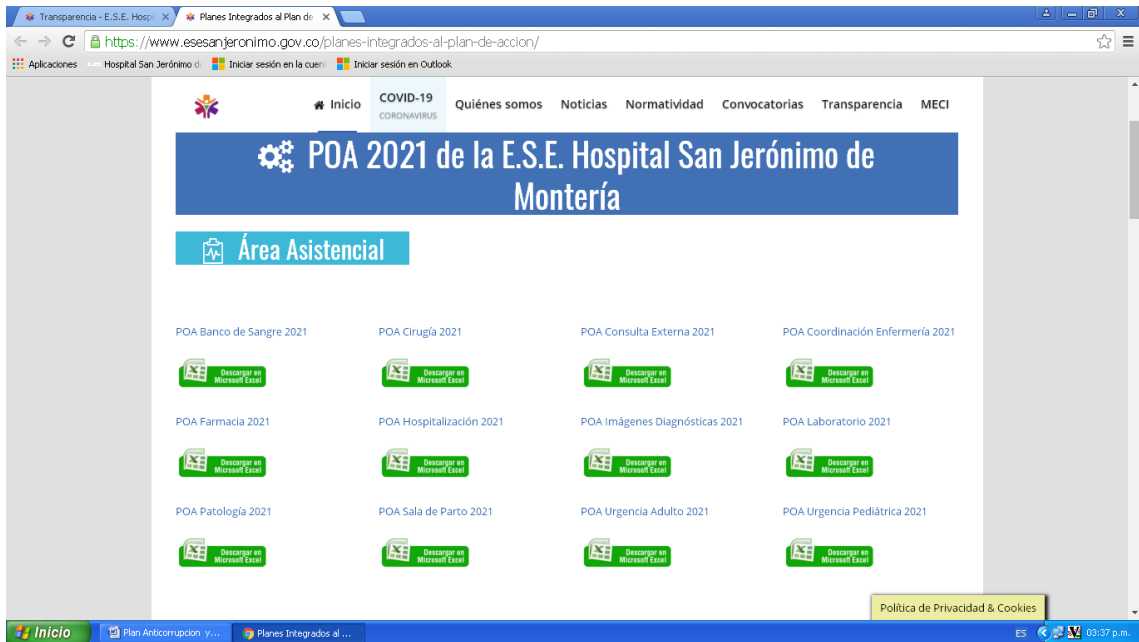 Transparencia - E.S.E. Hospi
Planes Integrados al Plan de
https://www.esesanjeronimo.gov.co/planes-integrados-al-plan-de-accion/
Aplicaciones
Hospital San Jerónimo d
Iniciar sesión en la cuen
Iniciar sesión en Outlook
Inicio
COVID-19
CORONAVIRUS
Quiénes somos
Noticias
Normatividad
Convocatorias
Transparencia
MECI
POA 2021 de la E.S.E. Hospital San Jerónimo de
Montería
Área Asistencial
POA Banco de Sangre 2021
POA Cirugía 2021
POA Consulta Externa 2021
POA Coordinación Enfermería 2021
Descargar en
Microsoft Excel
Descargar en
Microsoft Excel
Descargar en
Microsoft Excel
Descargar en
Microsoft Excel
POA Farmacia 2021
POA Hospitalización 2021
POA Imágenes Diagnósticas 2021
POA Laboratorio 2021
Descargar en
Microsoft Excel
Descargar en
Microsoft Excel
Descargar en
Microsoft Excel
Descargar en
Microsoft Excel
POA Patología 2021
POA Sala de Parto 2021
POA Urgencia Adulto 2021
POA Urgencia Pediátrica 2021
Descargar en
Microsoft Excel
Descargar en
Microsoft Excel
Descargar en
Microsoft Excel
Descargar en
Microsoft Excel
Política de Privacidad & Cookies
Inicio
Plan Anticorrupcion y...
Planes Integrados al ...
ES
03:37 p.m.